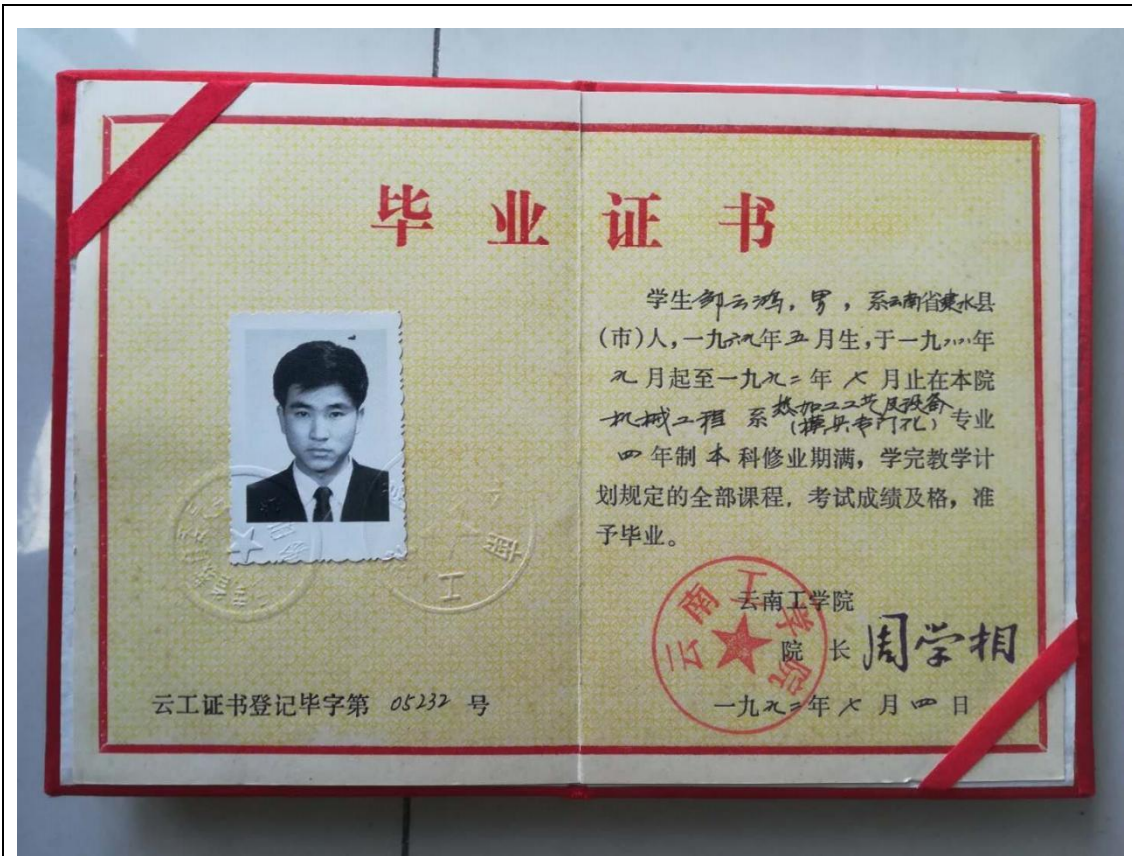 毕业证书
学生邹云鸿，男，系云南省建水县
(市)人，一九六九年五月生，于一九八八年
九月起至一九九二年七月止在本院
机械工程系热加工工艺及设备(模具专门化)专业
四年制本科修业期满，学完教学计
划规定的全部课程，考试成绩及格，准
予毕业。
云南工学院
院长周学相
一九九二年七月四日
云南工学院
云工证书登记毕字第 05232 号